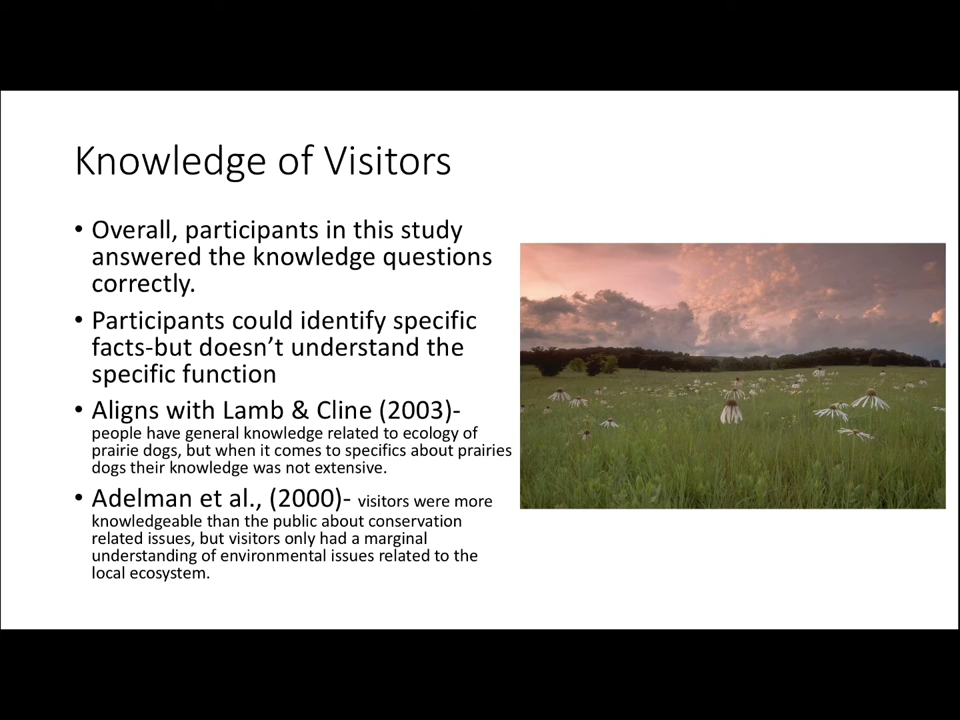 Knowledge of Visitors
• Overall, participants in this study
answered the knowledge questions
correctly.
• Participants could identify specific
facts-but doesn’t understand the
specific function
• Aligns with Lamb & Cline (2003)-
people have general knowledge related to ecology of
prairie dogs, but when it comes to specifics about prairies
dogs their knowledge was not extensive.
• Adelman et al., (2000)- visitors were more
knowledgeable than the public about conservation
related issues, but visitors only had a marginal
understanding of environmental issues related to the
local ecosystem.